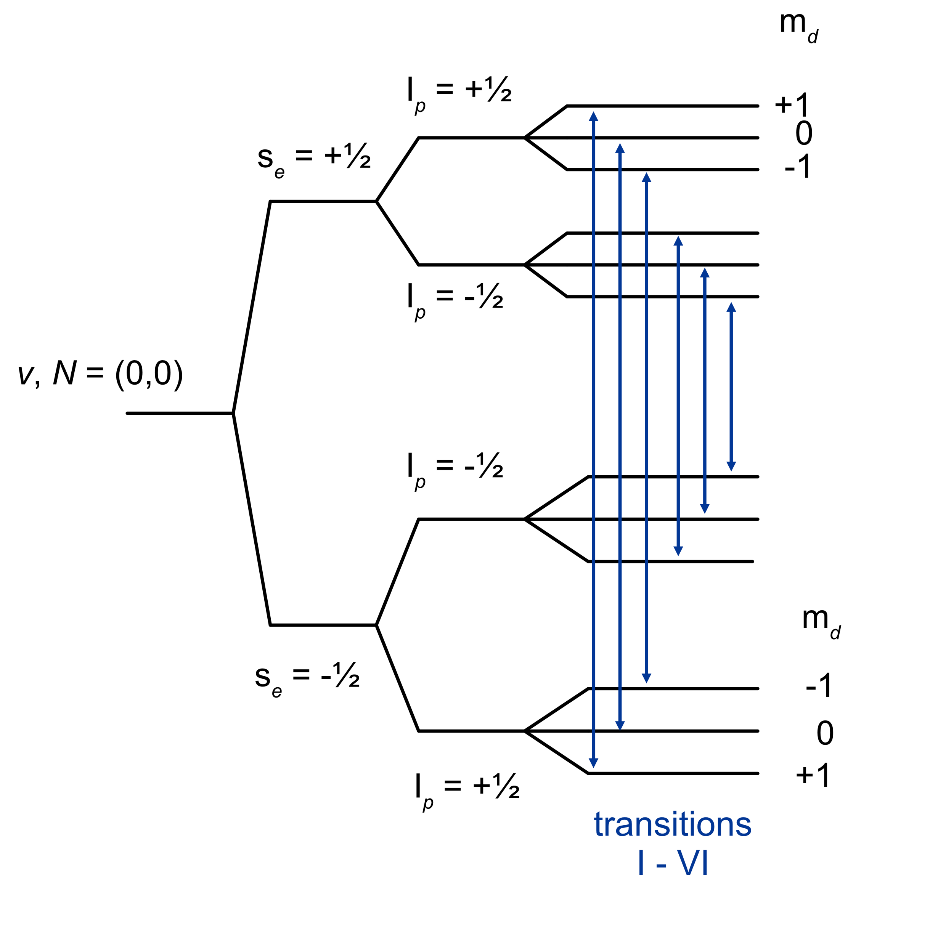 m_d
I_p = +½
+1
0
-1
s_e = +½
I_p = -½
v, N = (0,0)
I_p = -½
m_d
s_e = -½
-1
0
+1
I_p = +½
transitions
I - VI